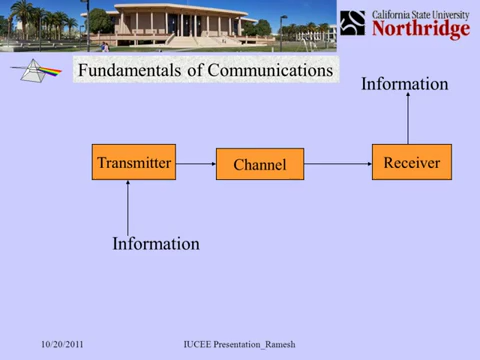 California State University
Northridge
Fundamentals of Communications
Information
Transmitter
Channel
Receiver
Information
10/20/2011
IUCEE Presentation_Ramesh